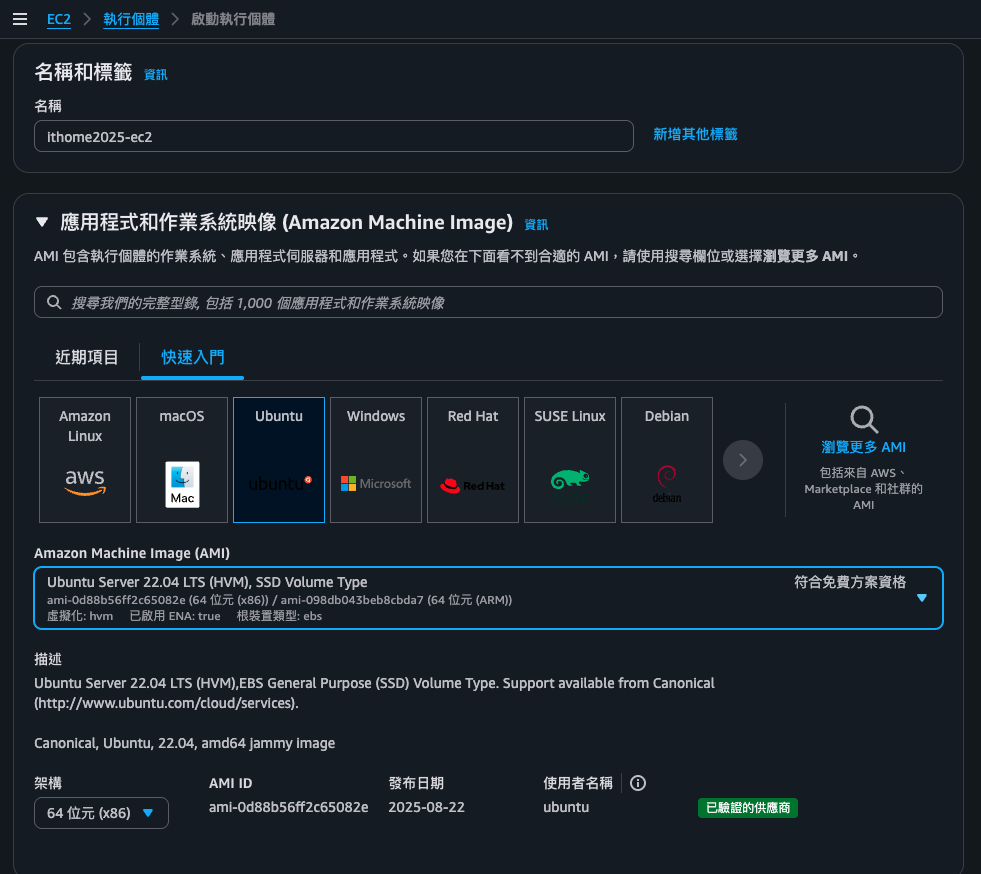 EC2 執行個體 啟動執行個體
名稱和標籤 資訊
名稱
ithome2025-ec2
新增其他標籤
應用程式和作業系統映像 (Amazon Machine Image) 資訊
AMI 包含執行個體的作業系統、應用程式伺服器和應用程式。如果您在下面看不到合適的 AMI，請使用搜尋欄位或選擇瀏覽更多 AMI。
搜尋我們的完整型錄, 包括 1,000 個應用程式和作業系統映像
近期項目
快速入門
Amazon Linux
aws
macOS
Mac
Ubuntu
ubuntu
Windows
Microsoft
Red Hat
Red Hat
SUSE Linux
Debian
debian
瀏覽更多 AMI
包括來自 AWS、
Marketplace 和社群的
AMI
Amazon Machine Image (AMI)
Ubuntu Server 22.04 LTS (HVM), SSD Volume Type
符合免費方案資格
ami-0d88b56ff2c65082e (64 位元 (x86)) / ami-098db043beb8cbda7 (64 位元 (ARM))
虛擬化: hvm 已啟用 ENA: true 根裝置類型: ebs
描述
Ubuntu Server 22.04 LTS (HVM),EBS General Purpose (SSD) Volume Type. Support available from Canonical
(http://www.ubuntu.com/cloud/services).
Canonical, Ubuntu, 22.04, amd64 jammy image
架構
64 位元 (x86)
AMI ID
ami-0d88b56ff2c65082e
發布日期
2025-08-22
使用者名稱
ubuntu
已驗證的供應商